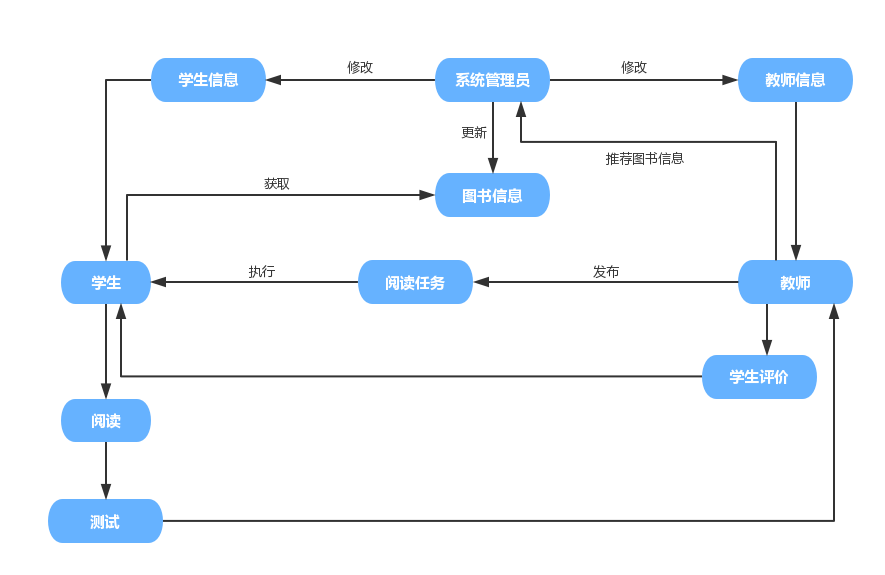 学生信息
修改
系统管理员
修改
教师信息
更新
推荐图书信息
获取
图书信息
学生
执行
阅读任务
发布
教师
学生评价
阅读
测试